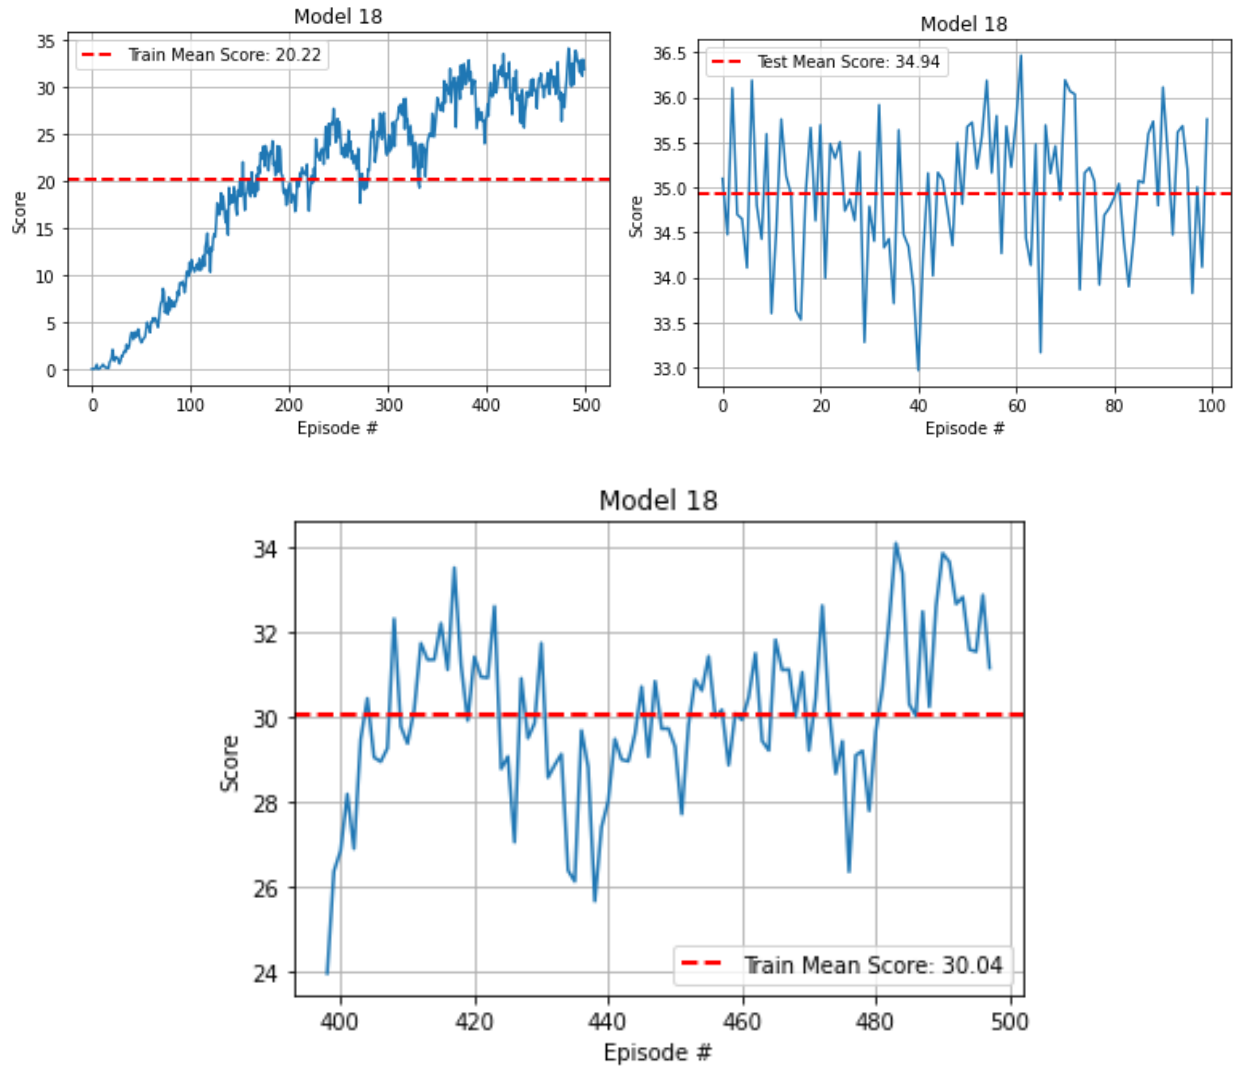 Model 18
Train Mean Score: 20.22
35
30
25
20
15
10
5
0
Score
0 100 200 300 400 500
Episode #
Model 18
Test Mean Score: 34.94
36.5
36.0
35.5
35.0
34.5
34.0
33.5
33.0
Score
0 20 40 60 80 100
Episode #
Model 18
34
32
30
28
26
24
Score
Train Mean Score: 30.04
400 420 440 460 480 500
Episode #